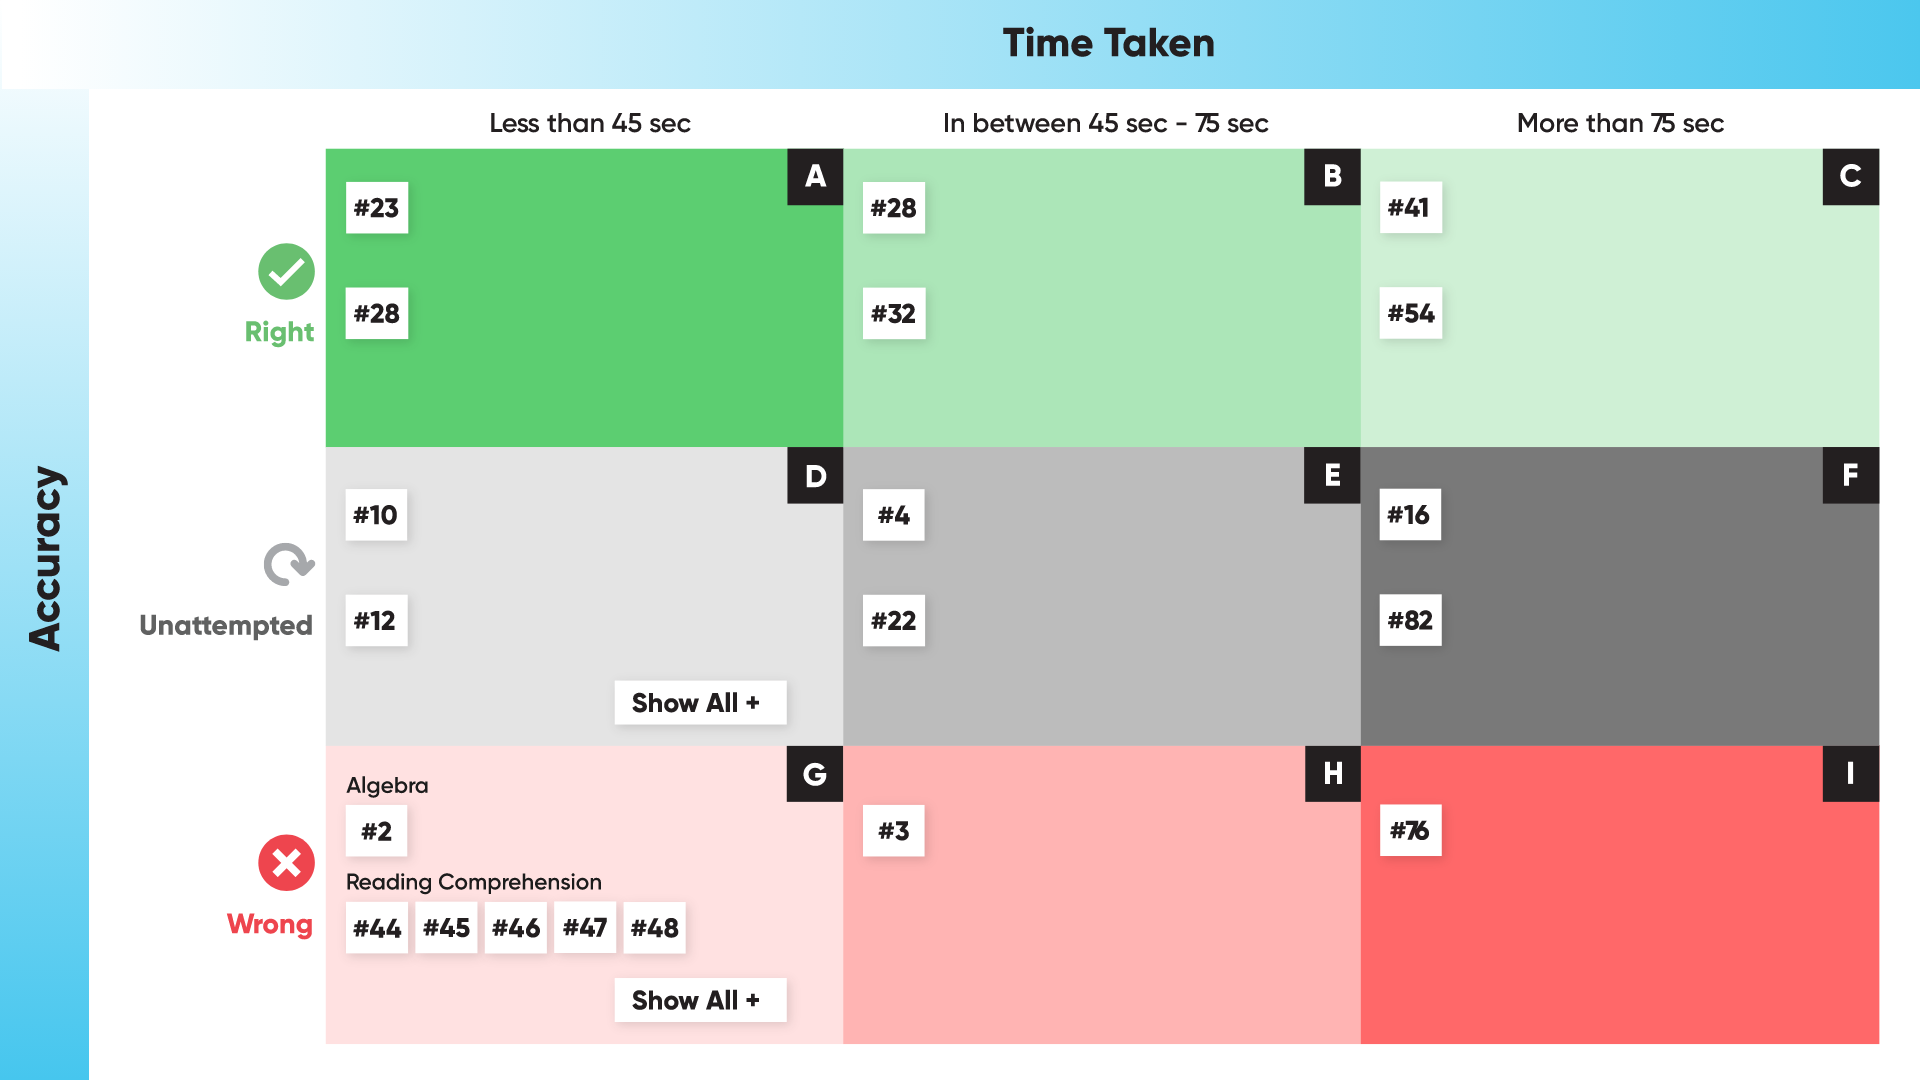 Time Taken
Accuracy
Less than 45 sec
In between 45 sec - 75 sec
More than 75 sec
Right
A
#23
#28
B
#28
#32
C
#41
#54
Unattempted
D
#10
#12
Show All +
E
#4
#22
F
#16
#82
Wrong
G
Algebra
#2
Reading Comprehension
#44 #45 #46 #47 #48
Show All +
H
#3
I
#76